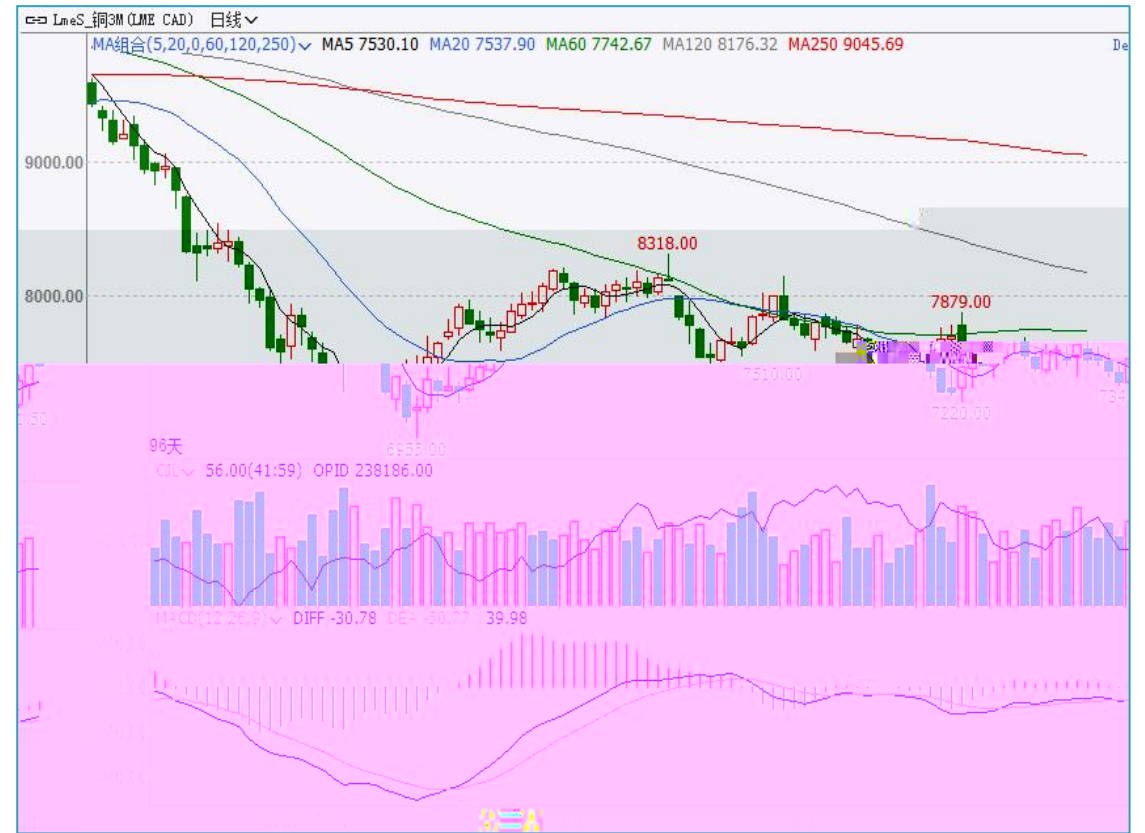 LmeS_铜3M(LME CAD) 日线
MA组合(5,20,0,60,120,250) MA5 7530.10 MA20 7537.90 MA60 7742.67 MA120 8176.32 MA250 9045.69 De
9000.00
8318.00
8000.00
7879.00
7510.00
7220.00
96天
6955.00
CJL 56.00(41:59) OPID 238186.00
MACD(12,26,9) DIFF -30.78 DEA 39.98